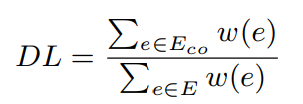 DL = \frac{\sum_{e \in E_{co}} w(e)}{\sum_{e \in E} w(e)}